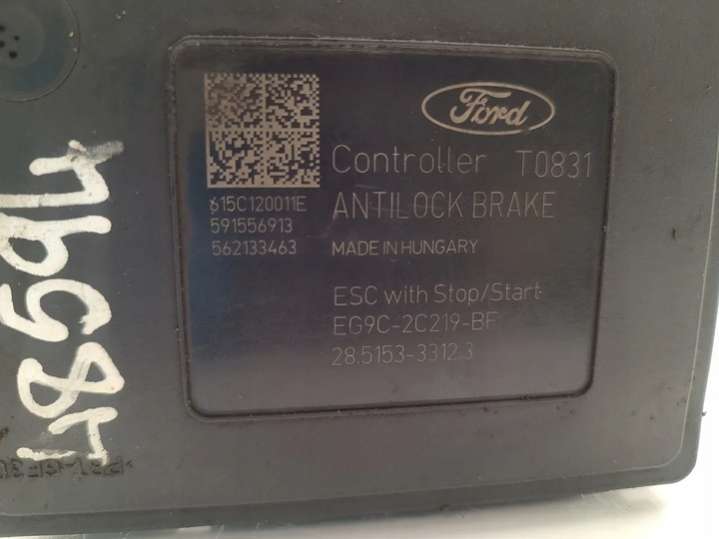 Ford
Controller T0831
615C120011E
ANTILOCK BRAKE
591556913
562133463
MADE IN HUNGARY
ESC with Stop/Start
EG9C-2C219-BF
28.5153-3312.3